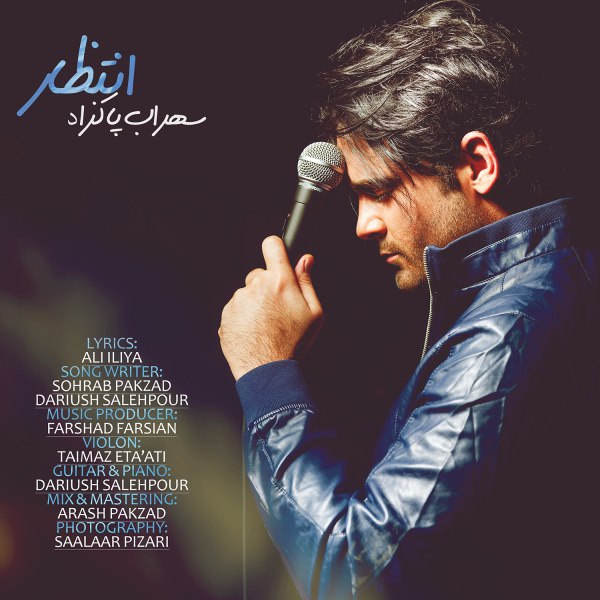 انتظار
سهراب پاکزاد
LYRICS:
ALI ILIYA
SONG WRITER:
SOHRAB PAKZAD
DARIUSH SALEHPOUR
MUSIC PRODUCER:
FARSHAD FARSIAN
VIOLON:
TAIMAZ ETA'ATI
GUITAR & PIANO:
DARIUSH SALEHPOUR
MIX & MASTERING:
ARASH PAKZAD
PHOTOGRAPHY:
SAALAAR PIZARI